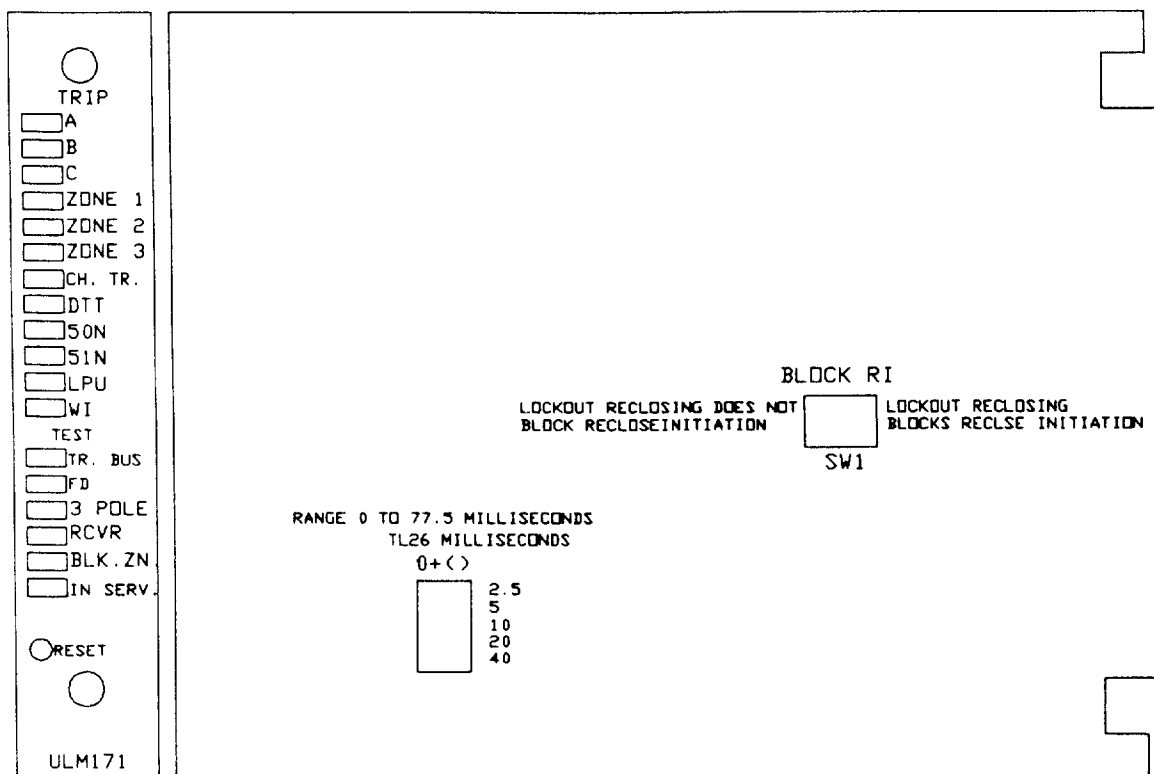 TRIP
A
B
C
ZONE 1
ZONE 2
ZONE 3
CH. TR.
DTT
50N
51N
LPU
WI
TEST
TR. BUS
FD
3 POLE
RCVR
BLK.ZN.
IN SERV.
RESET
ULM171
BLOCK RI
LOCKOUT RECLOSING DOES NOT
BLOCK RECLOSEINITIATION
LOCKOUT RECLOSING
BLOCKS RECLSE INITIATION
SW1
RANGE 0 TO 77.5 MILLISECONDS
TL26 MILLISECONDS
0+()
2.5
5
10
20
40